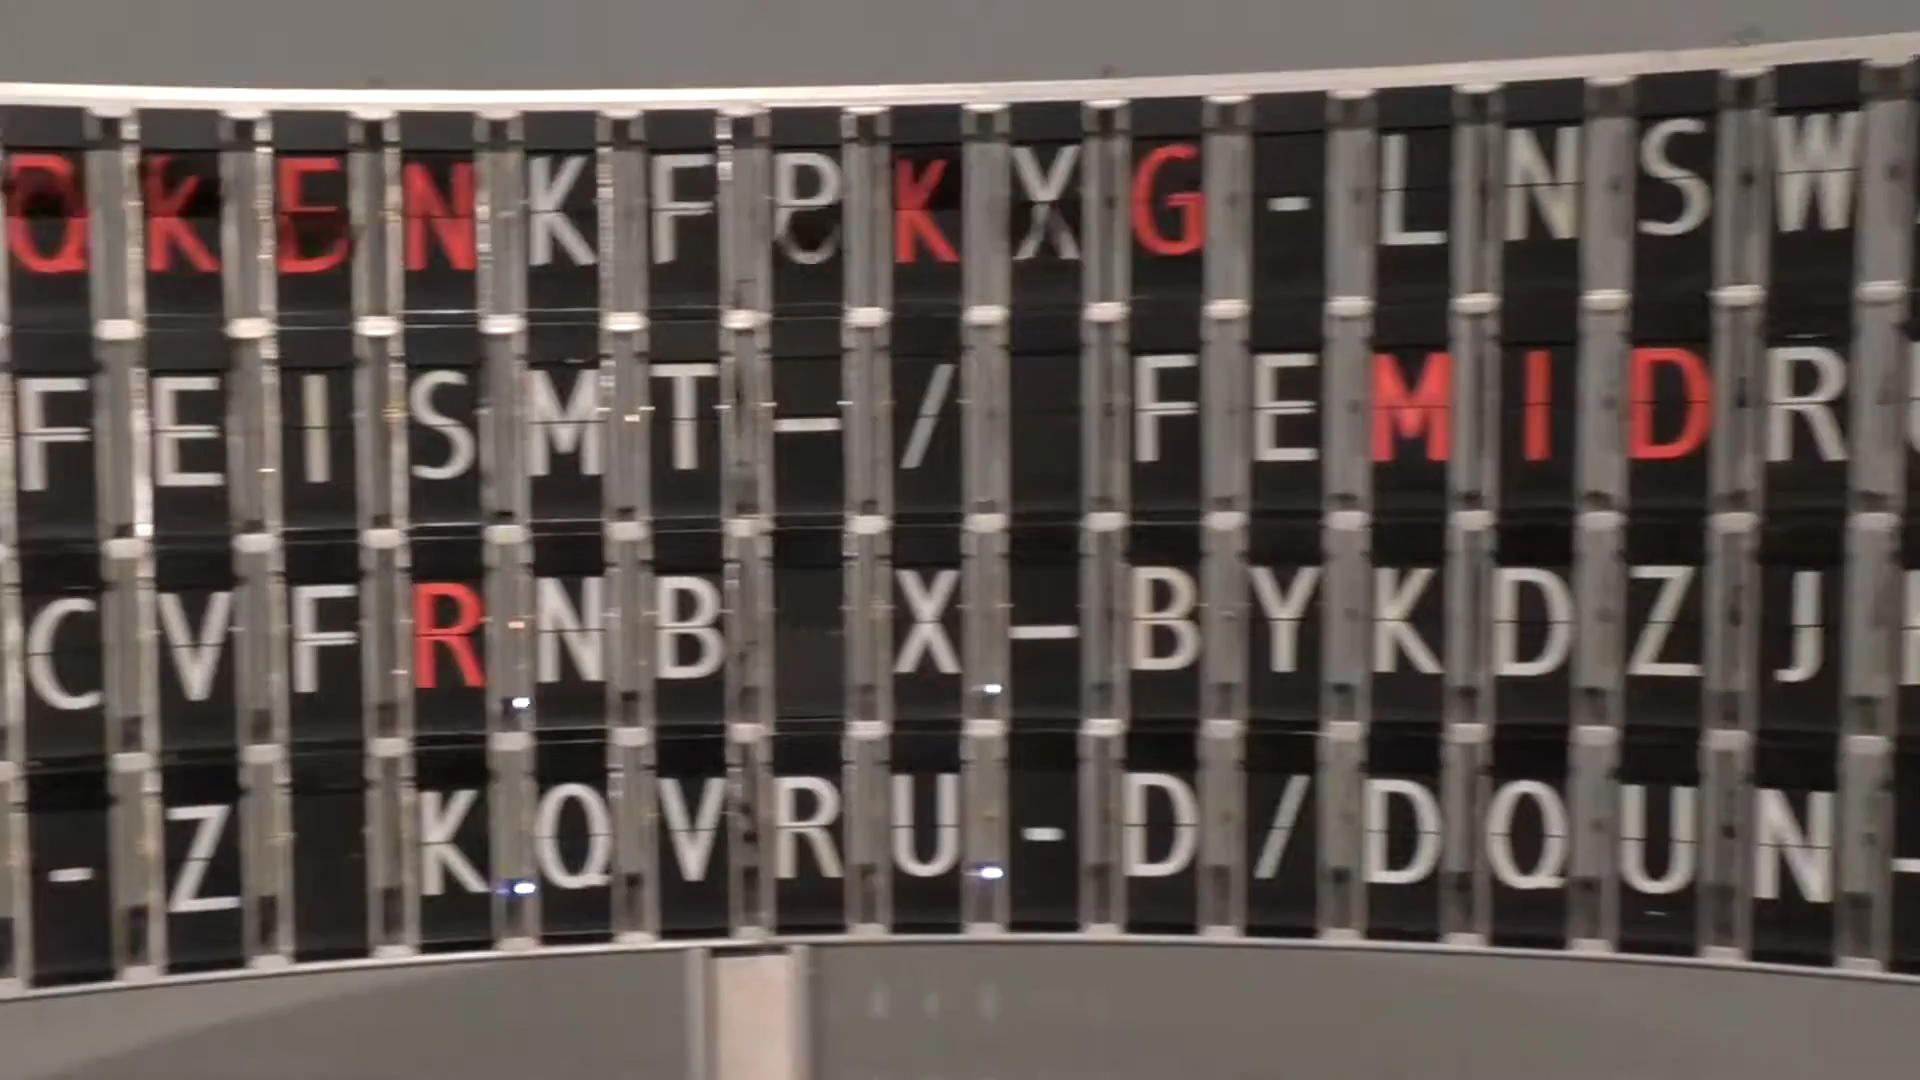 QKENKFPKXG-LNSW
FEISMT-/ FEMIDR
CVFRNB X-BYKDZJ
-Z KQVRU-D/DQUN-